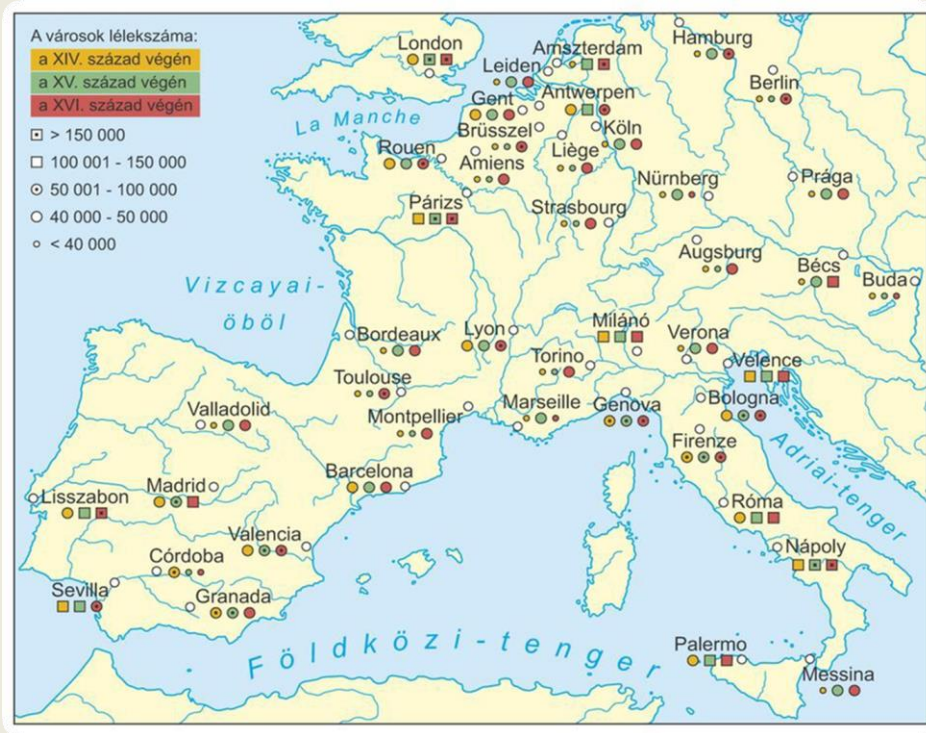 A városok lélekszáma:
a XIV. század végén
a XV. század végén
a XVI. század végén
> 150 000
100 001 - 150 000
50 001 - 100 000
40 000 - 50 000
< 40 000
London
Amszterdam
Hamburg
Leiden
Berlin
Gent
Antwerpen
La Manche
Brüsszel
Köln
Rouen
Amiens
Liège
Nürnberg
Prága
Párizs
Strasbourg
Augsburg
Bécs
Buda
Vizcayai-
öböl
Bordeaux
Lyon
Milánó
Verona
Torino
Velence
Toulouse
Marseille
Genova
Bologna
Valladolid
Montpellier
Firenze
Adriai-tenger
Barcelona
Madrid
Lisszabon
Róma
Valencia
Nápoly
Córdoba
Sevilla
Granada
Földközi-tenger
Palermo
Messina